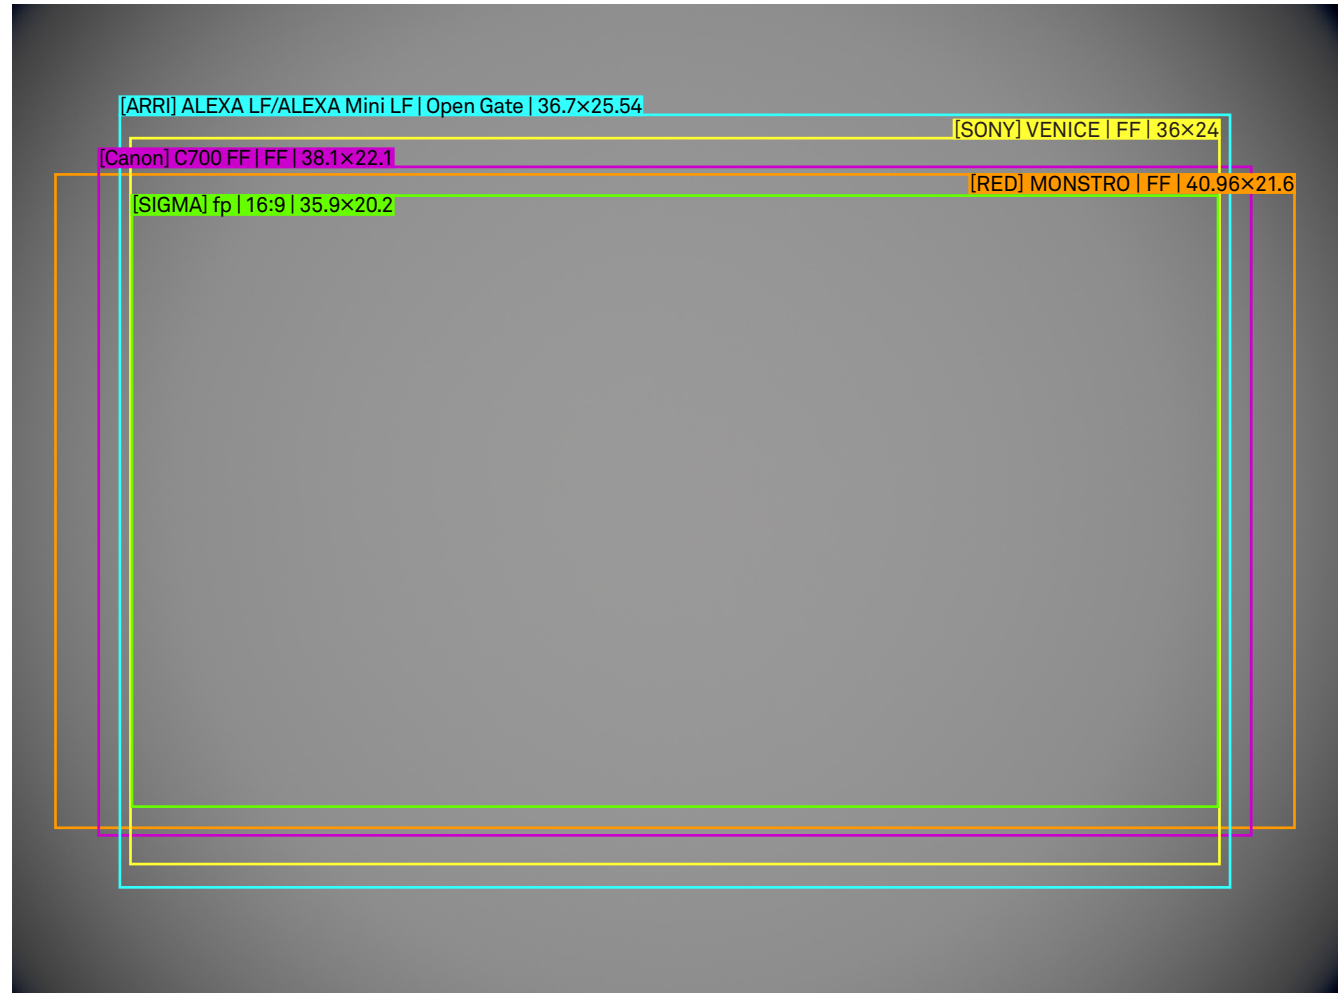 [ARRI] ALEXA LF/ALEXA Mini LF | Open Gate | 36.7×25.54
[SONY] VENICE | FF | 36×24
[Canon] C700 FF | FF | 38.1×22.1
[RED] MONSTRO | FF | 40.96×21.6
[SIGMA] fp | 16:9 | 35.9×20.2